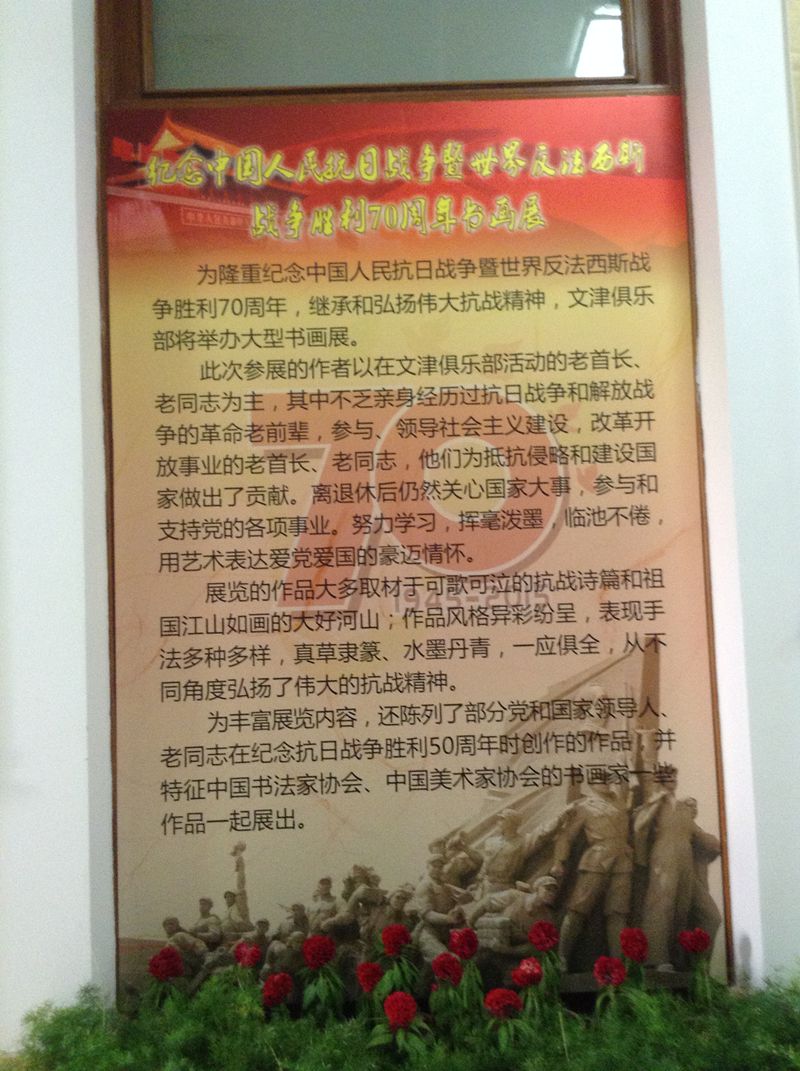 纪念中国人民抗日战争暨世界反法西斯
战争胜利70周年书画展
为隆重纪念中国人民抗日战争暨世界反法西斯战
争胜利70周年，继承和弘扬伟大抗战精神，文津俱乐
部将举办大型书画展。
此次参展的作者以在文津俱乐部活动的老首长、
老同志为主，其中不乏亲身经历过抗日战争和解放战
争的革命老前辈，参与、领导社会主义建设，改革开
放事业的老首长、老同志，他们为抵抗侵略和建设国
家做出了贡献。离退休后仍然关心国家大事，参与和
支持党的各项事业。努力学习，挥毫泼墨，临池不倦，
用艺术表达爱党爱国的豪迈情怀。
展览的作品大多取材于可歌可泣的抗战诗篇和祖
国江山如画的大好河山；作品风格异彩纷呈，表现手
法多种多样，真草隶篆、水墨丹青，一应俱全，从不
同角度弘扬了伟大的抗战精神。
为丰富展览内容，还陈列了部分党和国家领导人、
老同志在纪念抗日战争胜利50周年时创作的作品，并
特征中国书法家协会、中国美术家协会的书画家一些
作品一起展出。
70
1945-2015